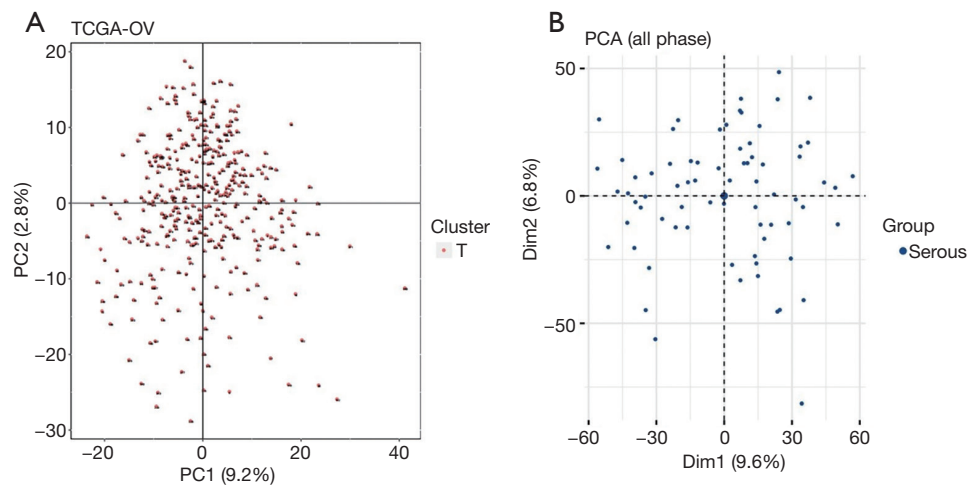 A
TCGA-OV
20
10
0
−10
−20
−30
−20
0
20
40
PC1 (9.2%)
PC2 (2.8%)
Cluster
T
B
PCA (all phase)
50
0
−50
−60
−30
0
30
60
Dim1 (9.6%)
Dim2 (6.8%)
Group
Serous